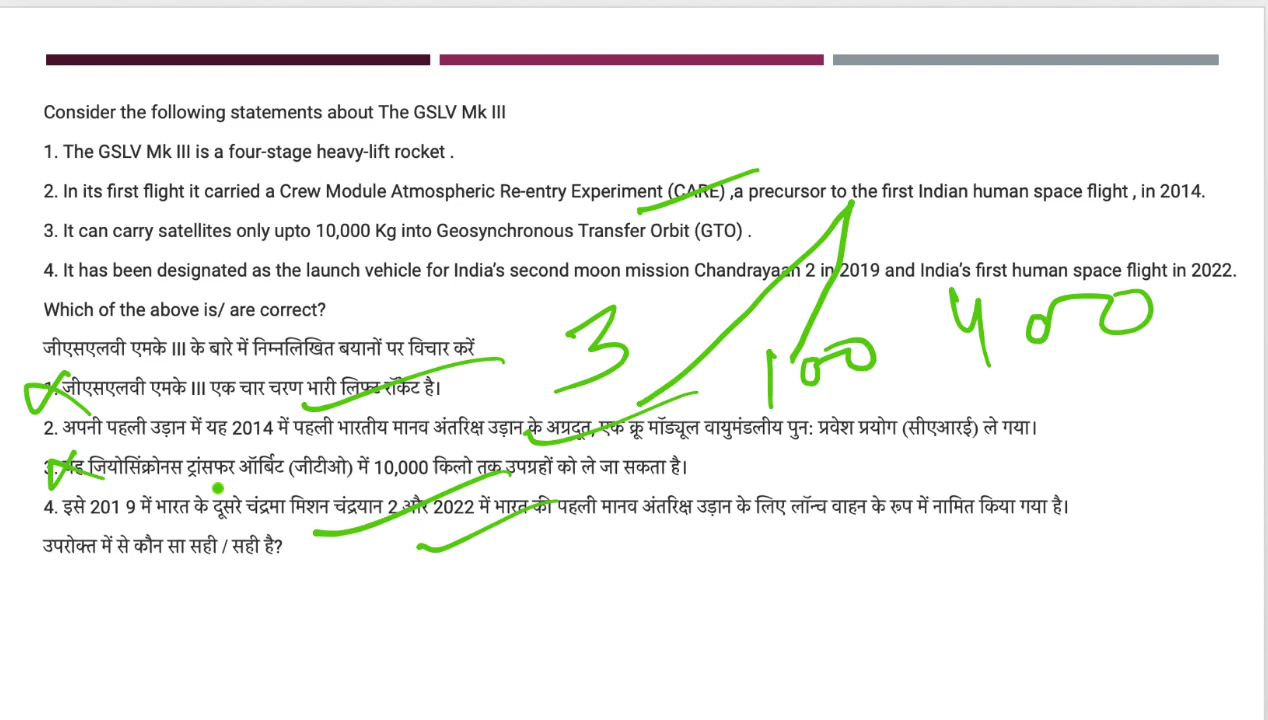 Consider the following statements about The GSLV Mk III
1. The GSLV Mk III is a four-stage heavy-lift rocket .
2. In its first flight it carried a Crew Module Atmospheric Re-entry Experiment (CARE) ,a precursor to the first Indian human space flight , in 2014.
3. It can carry satellites only upto 10,000 Kg into Geosynchronous Transfer Orbit (GTO) .
4. It has been designated as the launch vehicle for India's second moon mission Chandrayaan 2 in 2019 and India's first human space flight in 2022.
Which of the above is/ are correct?
जीएसएलवी एमके III के बारे में निम्नलिखित बयानों पर विचार करें
3 100 400
1. जीएसएलवी एमके III एक चार चरण भारी लिफ्ट रॉकेट है।
2. अपनी पहली उड़ान में यह 2014 में पहली भारतीय मानव अंतरिक्ष उड़ान के अग्रदूत, एक क्रू मॉड्यूल वायुमंडलीय पुन: प्रवेश प्रयोग (सीएआरई) ले गया।
3. यह जियोसिंक्रोनस ट्रांसफर ऑर्बिट (जीटीओ) में 10,000 किलो तक उपग्रहों को ले जा सकता है।
4. इसे 201 9 में भारत के दूसरे चंद्रमा मिशन चंद्रयान 2 और 2022 में भारत की पहली मानव अंतरिक्ष उड़ान के लिए लॉन्च वाहन के रूप में नामित किया गया है।
उपरोक्त में से कौन सा सही / सही है?